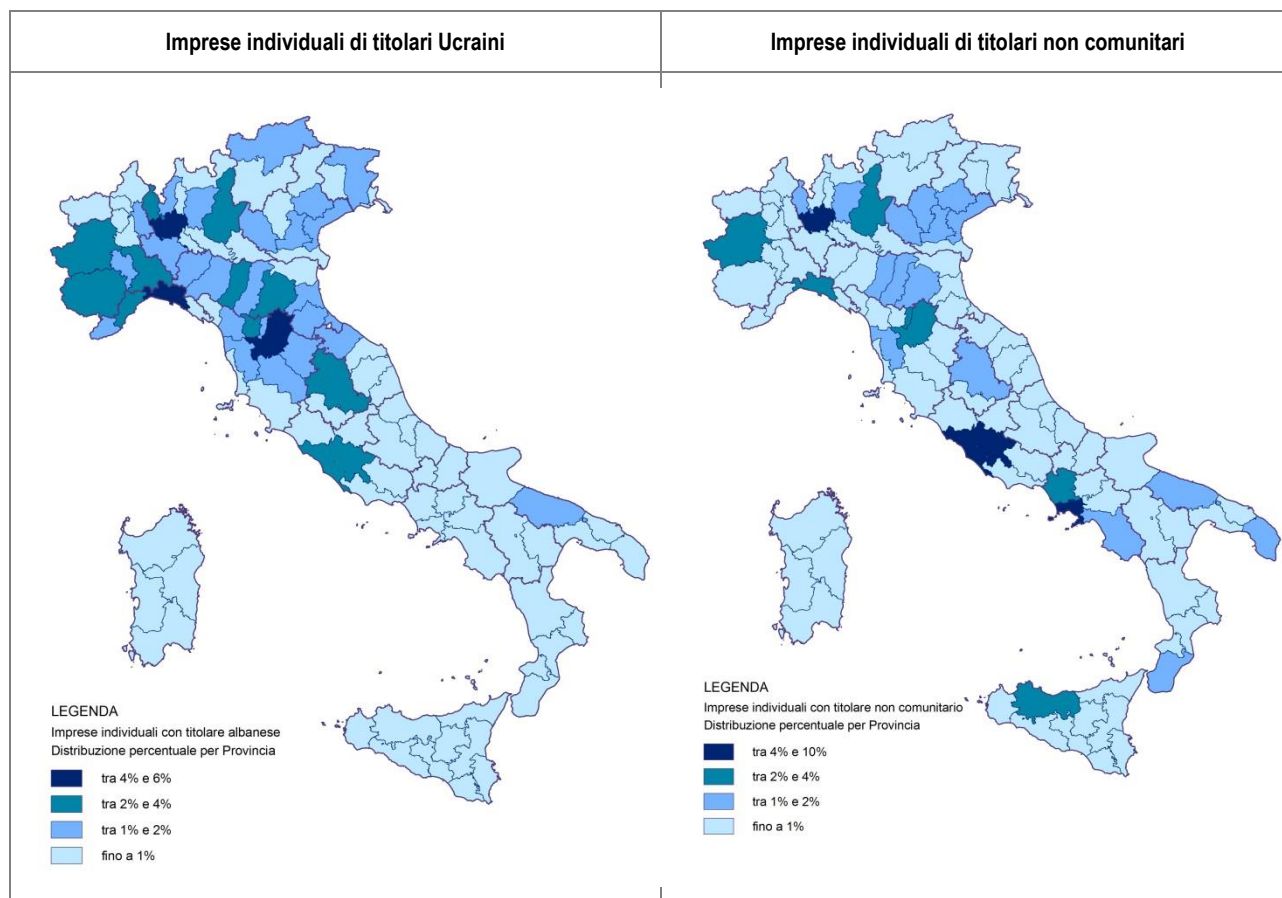 Imprese individuali di titolari Ucraini
Imprese individuali di titolari non comunitari
LEGENDA
Imprese individuali con titolare albanese
Distribuzione percentuale per Provincia
tra 4% e 6%
tra 2% e 4%
tra 1% e 2%
fino a 1%
LEGENDA
Imprese individuali con titolare non comunitario
Distribuzione percentuale per Provincia
tra 4% e 10%
tra 2% e 4%
tra 1% e 2%
fino a 1%